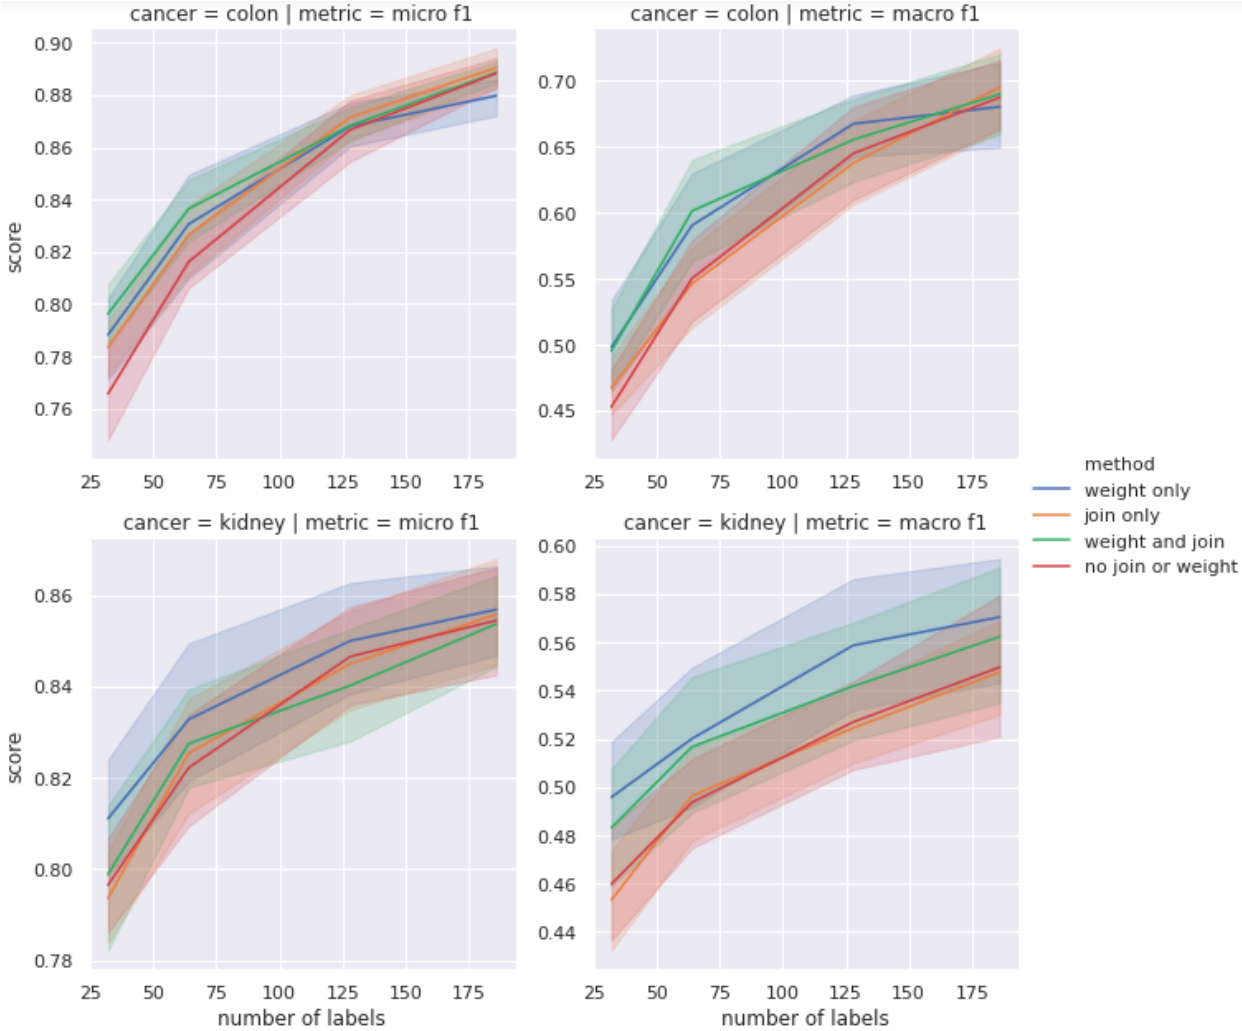 cancer = colon | metric = micro f1
cancer = colon | metric = macro f1
score
0.90
0.88
0.86
0.84
0.82
0.80
0.78
0.76
25 50 75 100 125 150 175
0.70
0.65
0.60
0.55
0.50
0.45
25 50 75 100 125 150 175
method
weight only
join only
weight and join
no join or weight
cancer = kidney | metric = micro f1
cancer = kidney | metric = macro f1
score
0.86
0.84
0.82
0.80
0.78
25 50 75 100 125 150 175
number of labels
0.60
0.58
0.56
0.54
0.52
0.50
0.48
0.46
0.44
25 50 75 100 125 150 175
number of labels